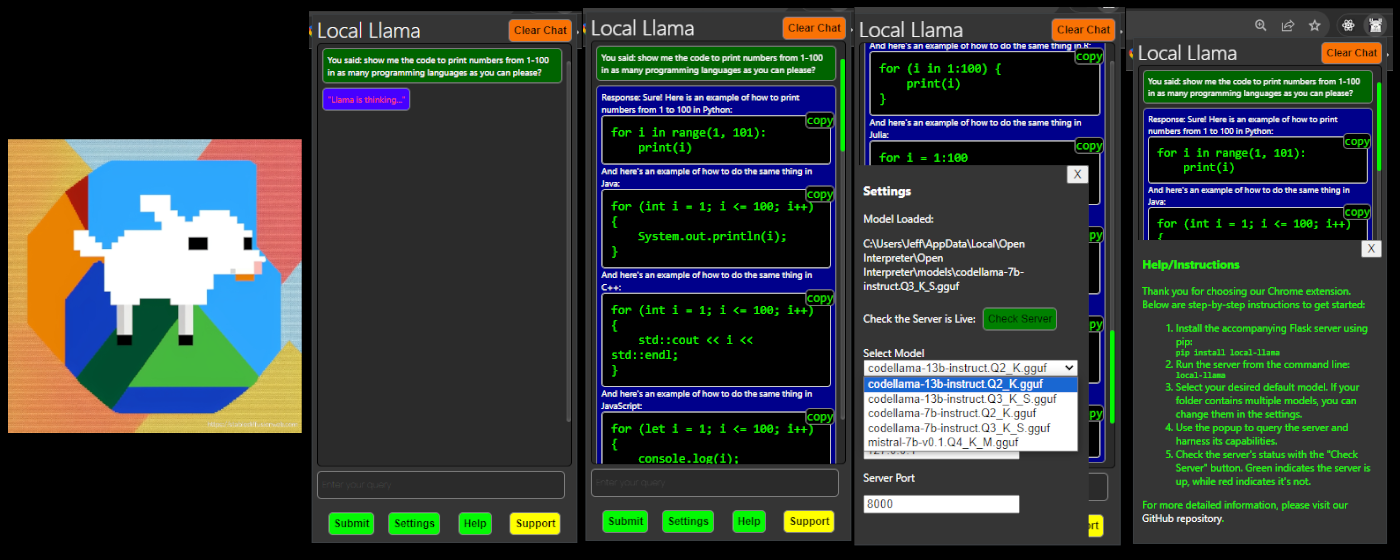 Local Llama
Clear Chat
You said: show me the code to print numbers from 1-100
in as many programming languages as you can please?
"Llama is thinking..."
Enter your query
Submit
Settings
Help
Support
Local Llama
Clear Chat
You said: show me the code to print numbers from 1-100
in as many programming languages as you can please?
Response: Sure! Here is an example of how to print
numbers from 1 to 100 in Python:
copy
for i in range(1, 101):
print(i)
And here's an example of how to do the same thing in
Java:
copy
for (int i = 1; i <= 100; i++)
{
System.out.println(i);
}
And here's an example of how to do the same thing in
C++:
copy
for (int i = 1; i <= 100; i++)
{
std::cout << i <<
std::endl;
}
And here's an example of how to do the same thing in
JavaScript:
copy
for (let i = 1; i <= 100; i++)
{
console.log(i);
Enter your query
Submit
Settings
Help
Support
Local Llama
Clear Chat
And here's an example of how to do the same thing in R:
copy
for (i in 1:100) {
print(i)
}
And here's an example of how to do the same thing in
Julia:
copy
for i = 1:100
X
Settings
Model Loaded:
C:\Users\Jeff\AppData\Local\Open
Interpreter\Open
Interpreter\models\codellama-7b-
instruct.Q3_K_S.gguf
Check the Server is Live:
Check Server
Select Model
codellama-13b-instruct.Q2_K.gguf
codellama-13b-instruct.Q2_K.gguf
codellama-13b-instruct.Q3_K_S.gguf
codellama-7b-instruct.Q2_K.gguf
codellama-7b-instruct.Q3_K_S.gguf
mistral-7b-v0.1.Q4_K_M.gguf
Server Port
8000
Local Llama
Clear Chat
You said: show me the code to print numbers from 1-100
in as many programming languages as you can please?
Response: Sure! Here is an example of how to print
numbers from 1 to 100 in Python:
copy
for i in range(1, 101):
print(i)
And here's an example of how to do the same thing in
Java:
copy
for (int i = 1; i <= 100; i++)
{
X
Help/Instructions
Thank you for choosing our Chrome extension.
Below are step-by-step instructions to get started:
1. Install the accompanying Flask server using
pip:
pip install local-llama
2. Run the server from the command line:
local-llama
3. Select your desired default model. If your
folder contains multiple models, you can
change them in the settings.
4. Use the popup to query the server and
harness its capabilities.
5. Check the server's status with the "Check
Server" button. Green indicates the server is
up, while red indicates it's not.
For more detailed information, please visit our
GitHub repository.